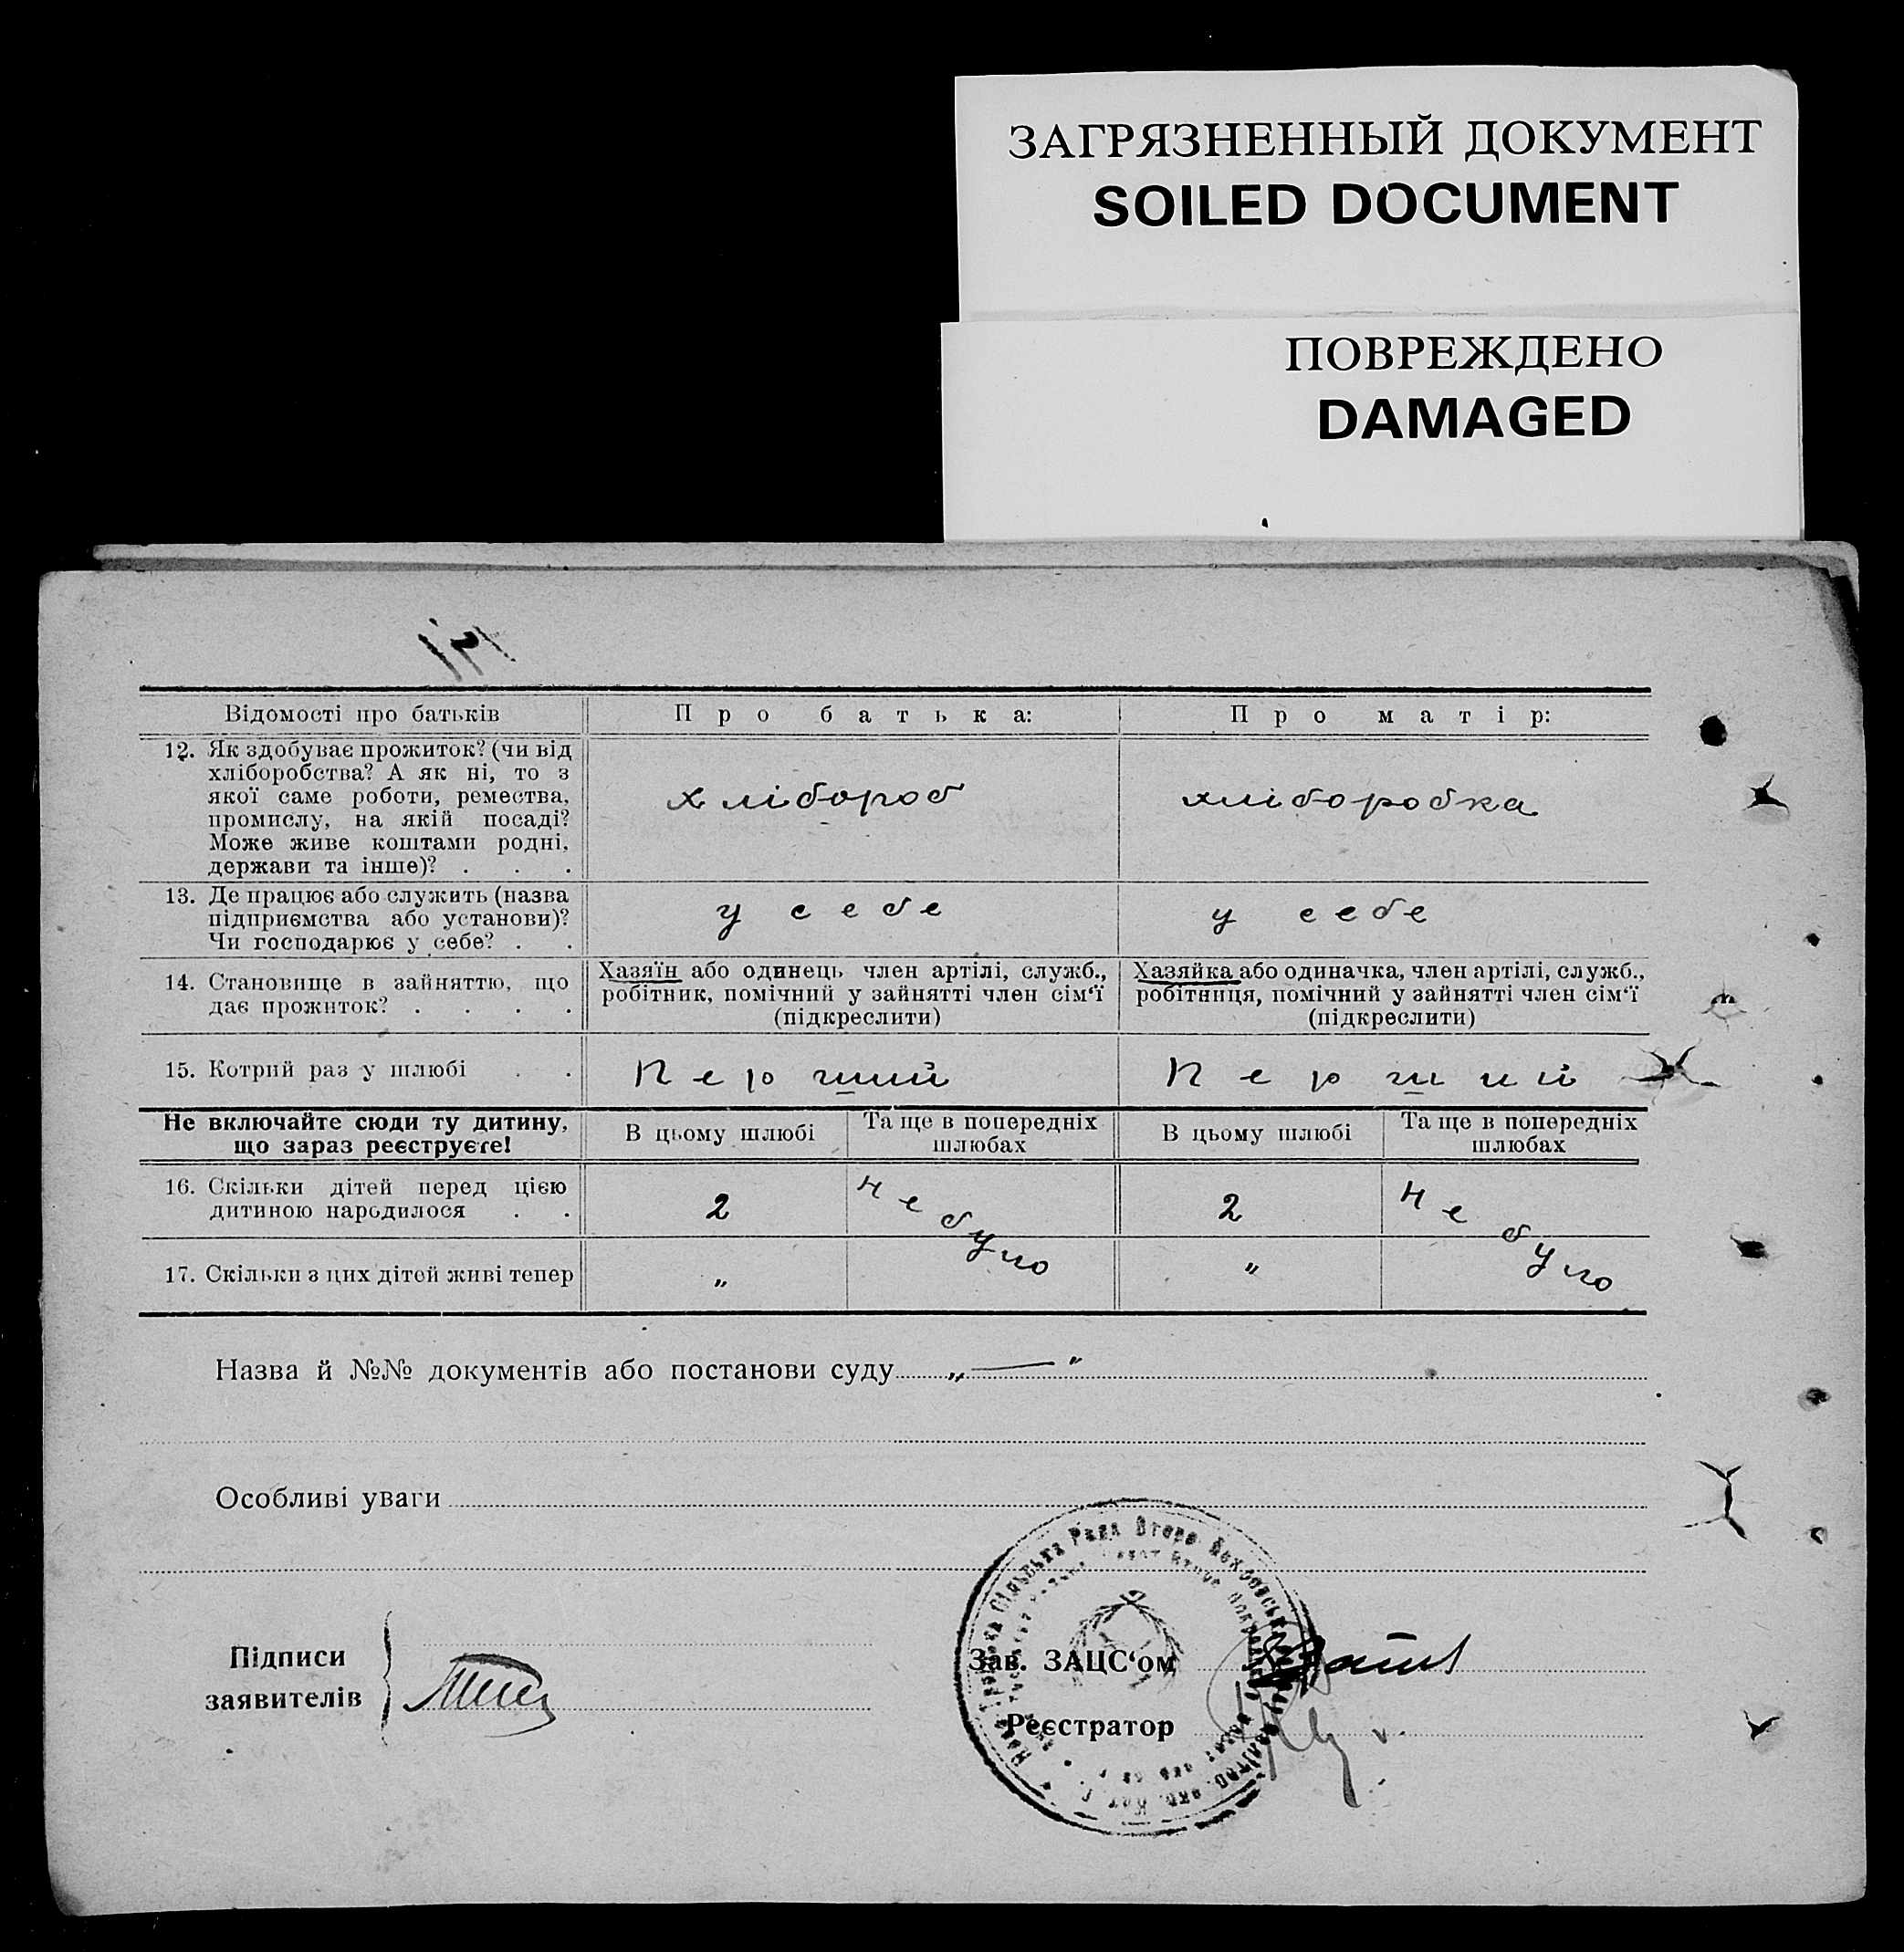 ЗАГРЯЗНЕННЫЙ ДОКУМЕНТ
SOILED DOCUMENT
ПОВРЕЖДЕНО
DAMAGED
Відомості про батьків
Про батька:
Про матір:
12. Як здобуває прожиток? (чи від
хліборобства? А як ні, то з
якої саме роботи, ремества,
промислу, на якій посаді?
Може живе коштами родні,
держави та інше)? . . .
хлібороб
хліборобка
13. Де працює або служить (назва
підприємства або установи)?
Чи господарює у себе? . .
у себе
у себе
14. Становище в зайняттю, що
дає прожиток? . . . .
Хазяїн або одинець член артілі, служб.,
робітник, помічний у зайнятті член сім'ї
(підкреслити)
Хазяйка або одиначка, член артілі, служб.,
робітниця, помічний у зайнятті член сім'ї
(підкреслити)
15. Котрий раз у шлюбі . .
Перший
Перший
Не включайте сюди ту дитину,
що зараз реєструєте!
В цьому шлюбі
Та ще в попередніх
шлюбах
В цьому шлюбі
Та ще в попередніх
шлюбах
16. Скільки дітей перед цією
дитиною народилося . .
2
не було
2
не було
17. Скільки з цих дітей живі тепер
"
"
Назва й №№ документів або постанови суду „ — "
Особливі уваги
Підписи
заявителів
Зав. ЗАЦС'ом
Реєстратор
Сільська Рада